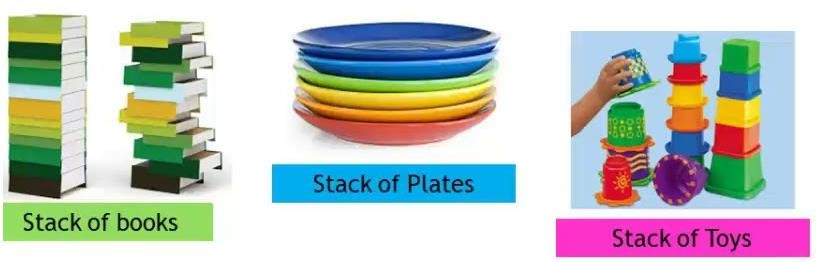 Stack of books
Stack of Plates
Stack of Toys